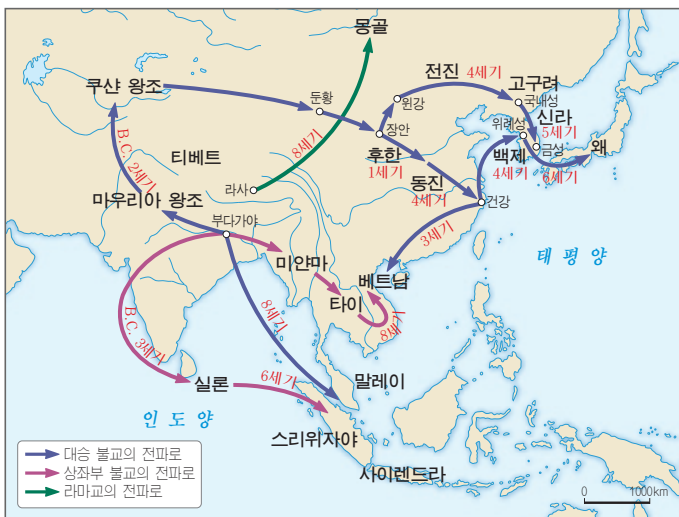 몽골
쿠샨 왕조
전진 4세기
고구려
국내성
둔황
윈강
신라
5세기
위례성
장안
금성
왜
B.C. 2세기
8세기
후한
1세기
백제
4세기
6세기
티베트
동진
4세기
라사
건강
마우리아 왕조
부다가야
3세기
태평양
미얀마
베트남
타이
8세기
8세기
B.C. 3세기
실론
6세기
말레이
인도양
스리위자야
사이렌드라
대승 불교의 전파로
상좌부 불교의 전파로
라마교의 전파로
0 1000km